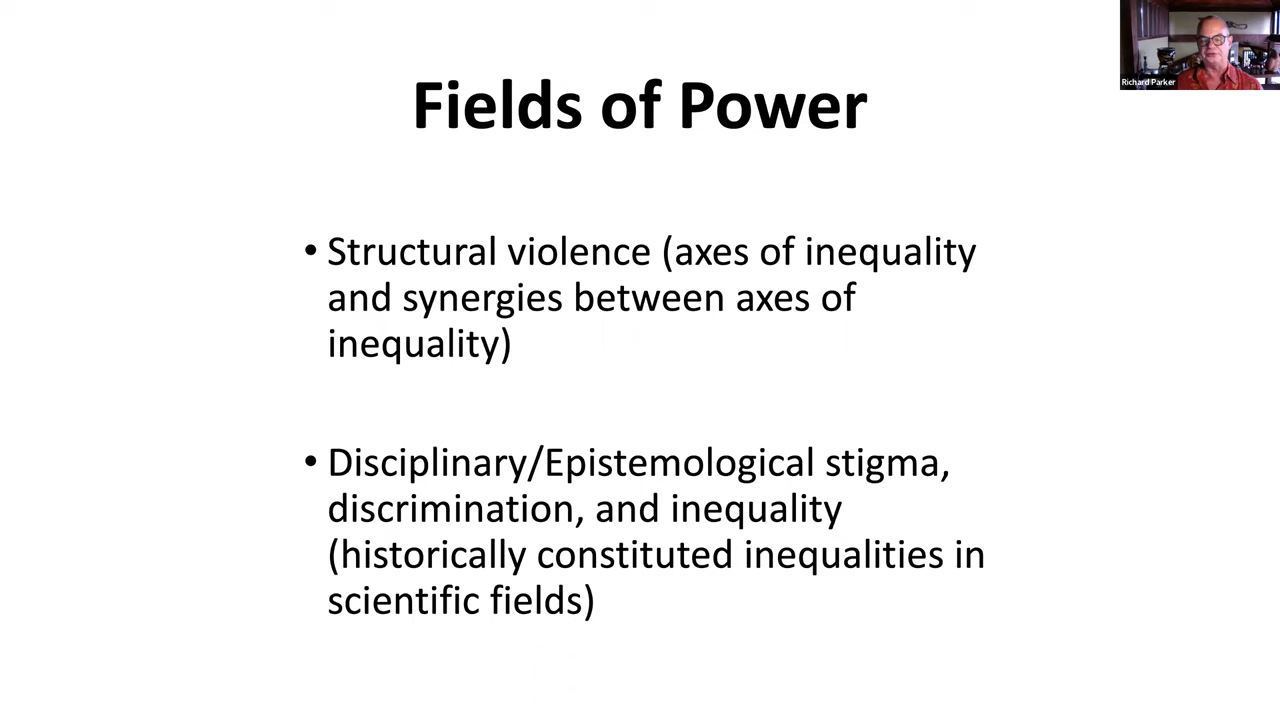 Richard Parker
Fields of Power
• Structural violence (axes of inequality
and synergies between axes of
inequality)
• Disciplinary/Epistemological stigma,
discrimination, and inequality
(historically constituted inequalities in
scientific fields)